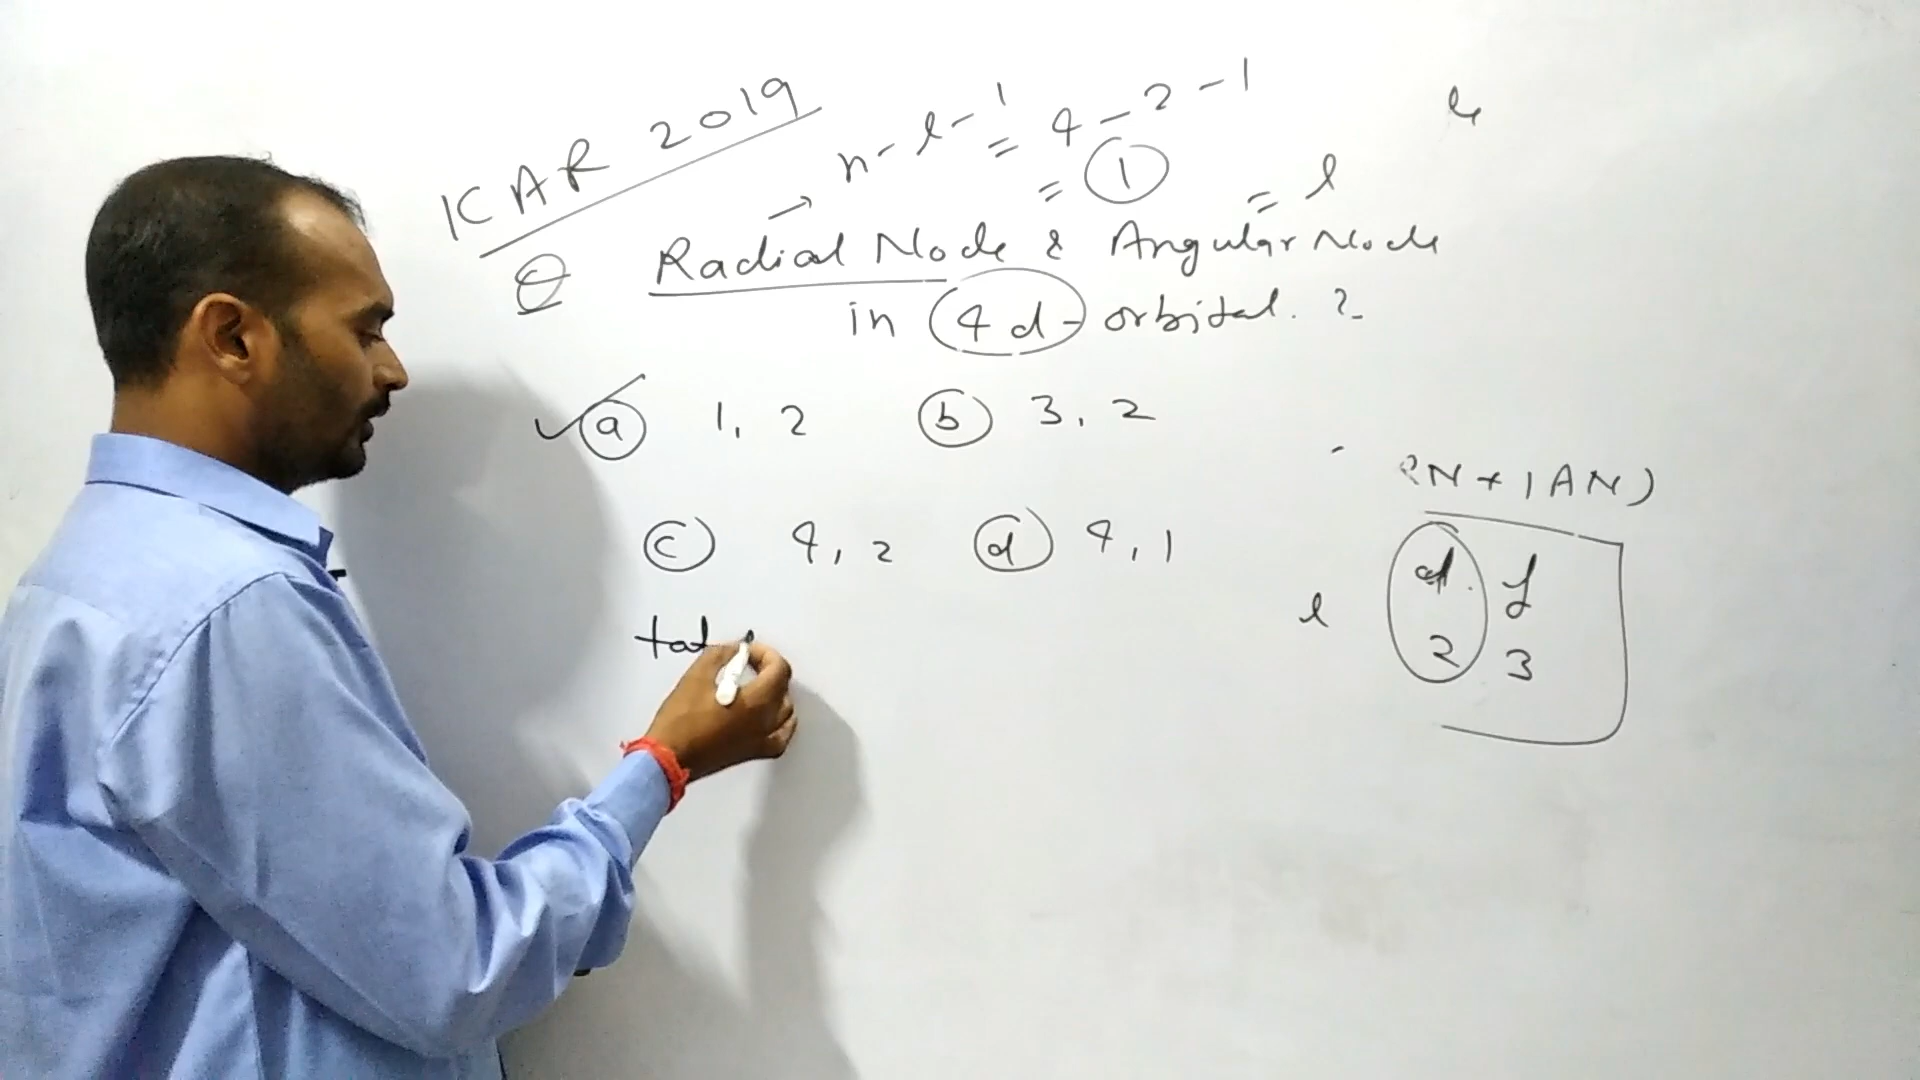 ICAR 2019
n-l-1 = 4-2-1
= 1
= l
Q Radial Node & Angular Node
in 4d-orbital. ?
a 1, 2 b 3, 2
c 4, 2 d 4, 1
RN + 1AN)
d f
l 2 3
tot